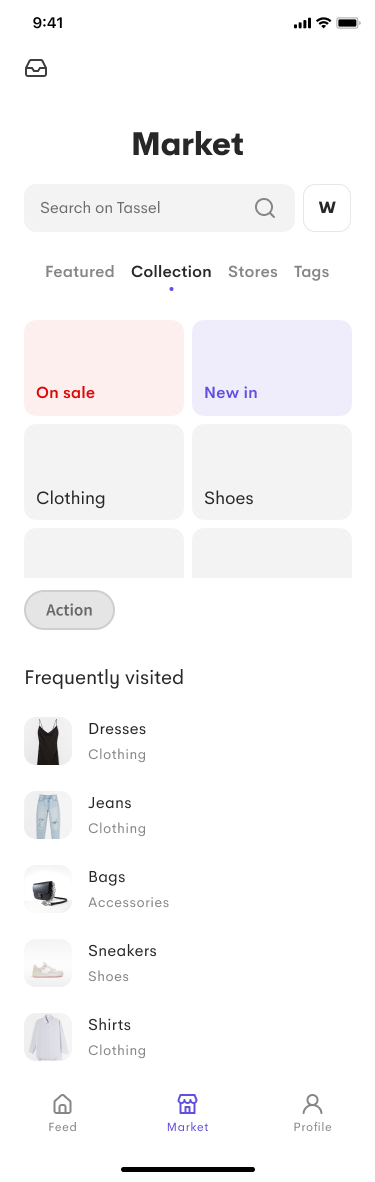 9:41
Market
Search on Tassel
W
Featured Collection Stores Tags
On sale
New in
Clothing
Shoes
Action
Frequently visited
Dresses
Clothing
Jeans
Clothing
Bags
Accessories
Sneakers
Shoes
Shirts
Clothing
Feed
Market
Profile